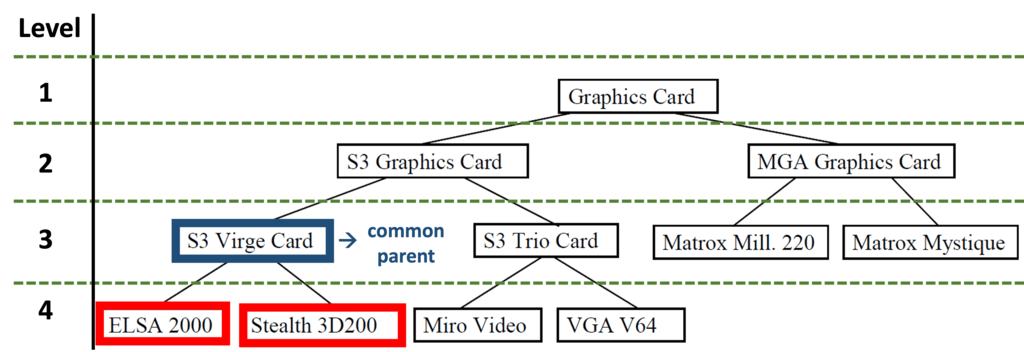 Level
1
Graphics Card
2
S3 Graphics Card
MGA Graphics Card
3
S3 Virge Card
→ common
parent
S3 Trio Card
Matrox Mill. 220
Matrox Mystique
4
ELSA 2000
Stealth 3D200
Miro Video
VGA V64